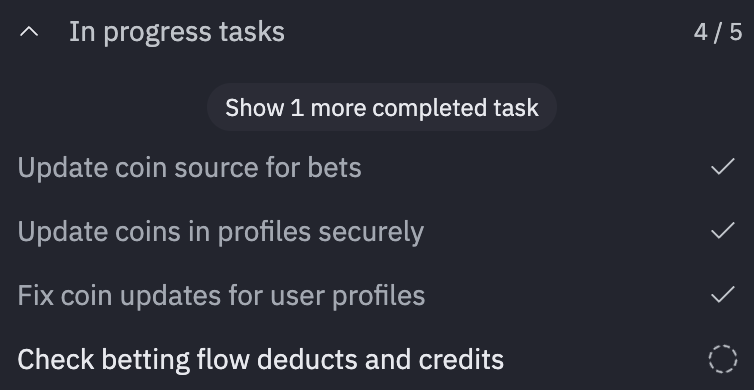 In progress tasks 4 / 5
Show 1 more completed task
Update coin source for bets
Update coins in profiles securely
Fix coin updates for user profiles
Check betting flow deducts and credits